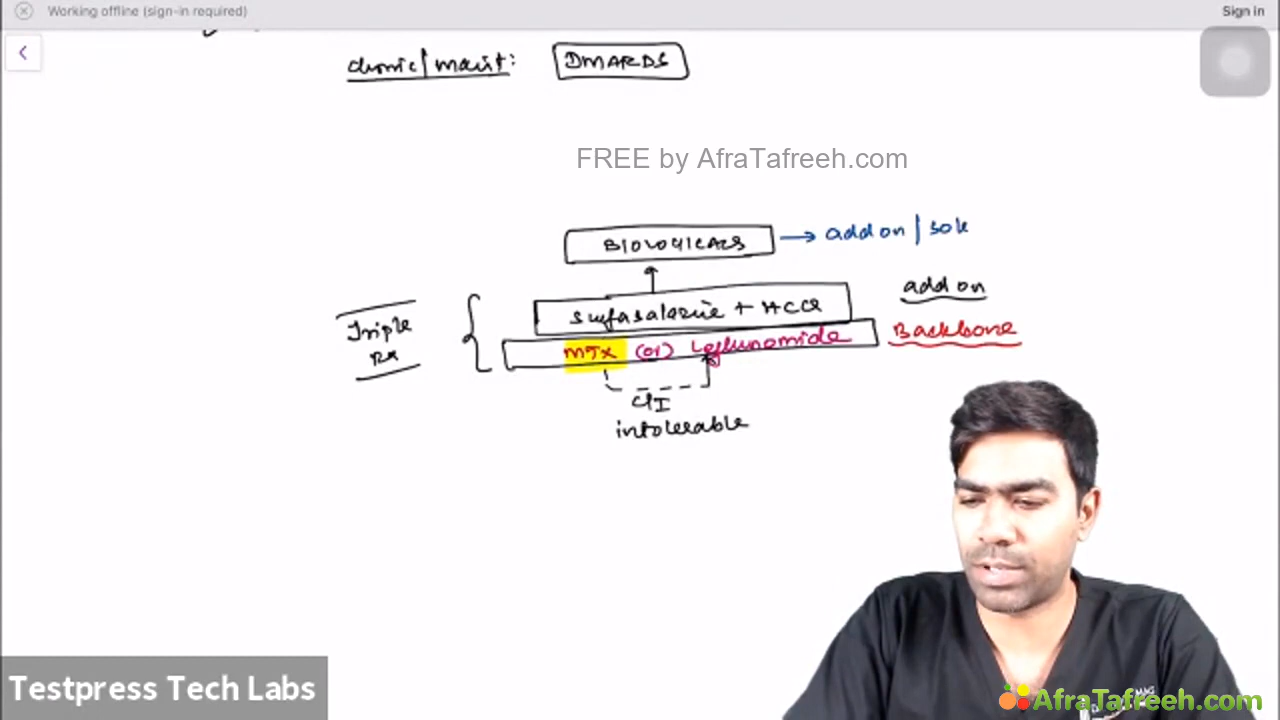 Working offline (sign-in required)
Sign in
chronic/maint: DMARDS
FREE by AfraTafreeh.com
BIOLOGICALS → add on / sole
Sulfasalazine + HCQ
add on
Triple
Rx
MTx (or) Leflunomide
Backbone
C/I
intolerable
Testpress Tech Labs
AfraTafreeh.com